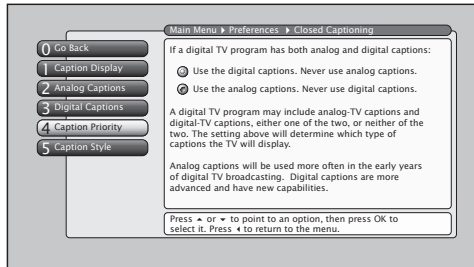 Main Menu ▸ Preferences ▸ Closed Captioning
0 Go Back
1 Caption Display
2 Analog Captions
3 Digital Captions
4 Caption Priority
5 Caption Style
If a digital TV program has both analog and digital captions:
Use the digital captions. Never use analog captions.
Use the analog captions. Never use digital captions.
A digital TV program may include analog-TV captions and
digital-TV captions, either one of the two, or neither of the
two. The setting above will determine which type of
captions the TV will display.
Analog captions will be used more often in the early years
of digital TV broadcasting. Digital captions are more
advanced and have new capabilities.
Press ▴ or ▾ to point to an option, then press OK to
select it. Press ◂ to return to the menu.